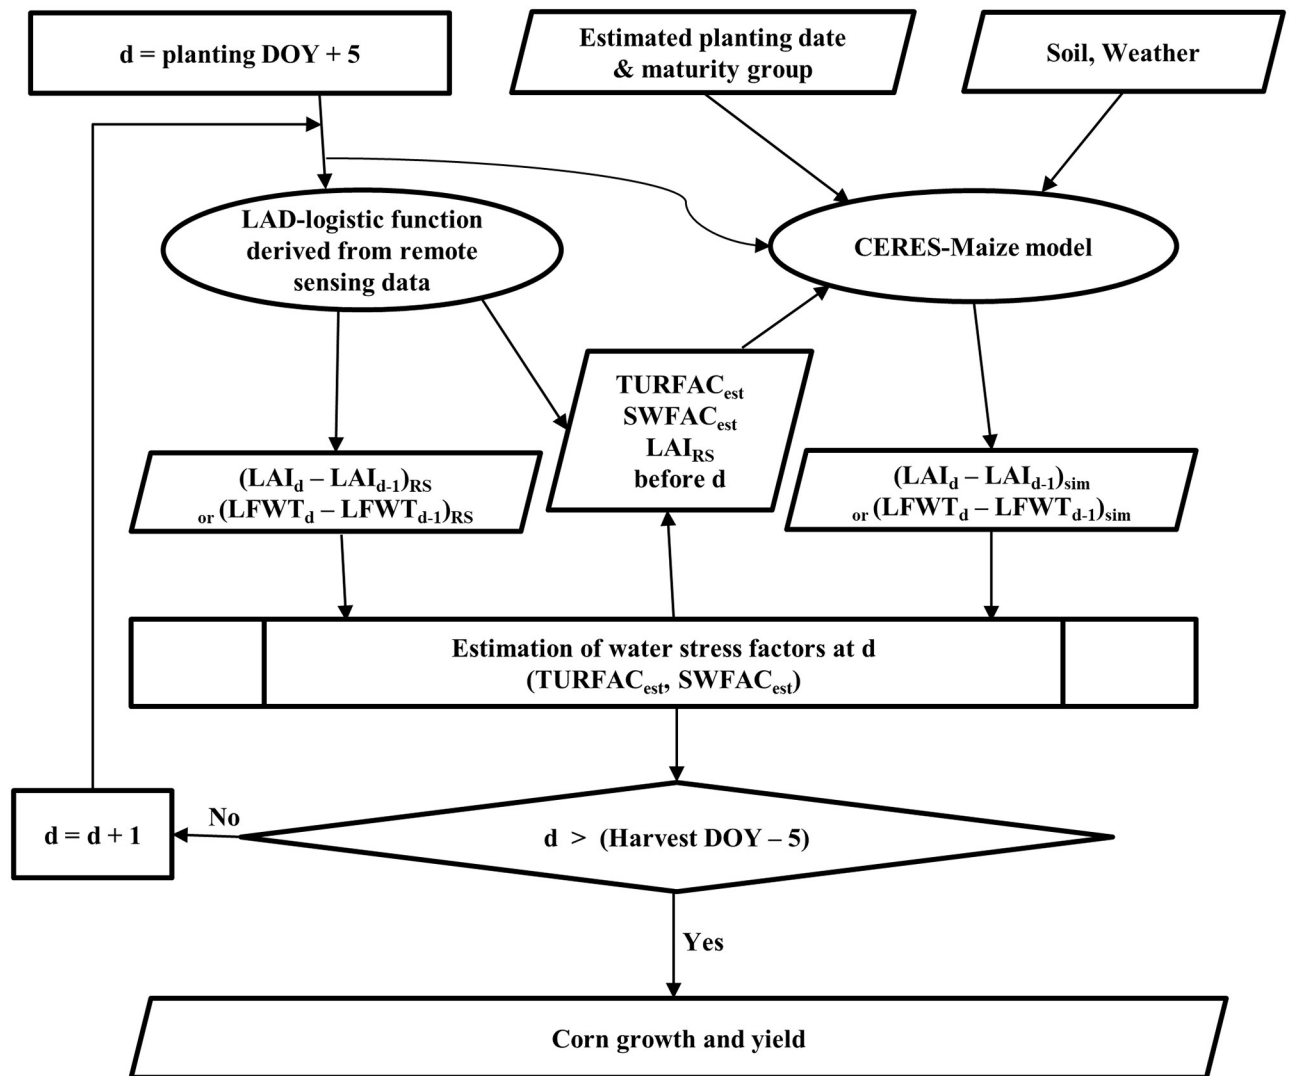 d = planting DOY + 5
Estimated planting date
& maturity group
Soil, Weather
LAD-logistic function
derived from remote
sensing data
CERES-Maize model
TURFACest
SWFACest
LAIRS
before d
(LAId – LAId-1)RS
or (LFWTd – LFWTd-1)RS
(LAId – LAId-1)sim
or (LFWTd – LFWTd-1)sim
Estimation of water stress factors at d
(TURFACest, SWFACest)
d = d + 1
No
d > (Harvest DOY – 5)
Yes
Corn growth and yield